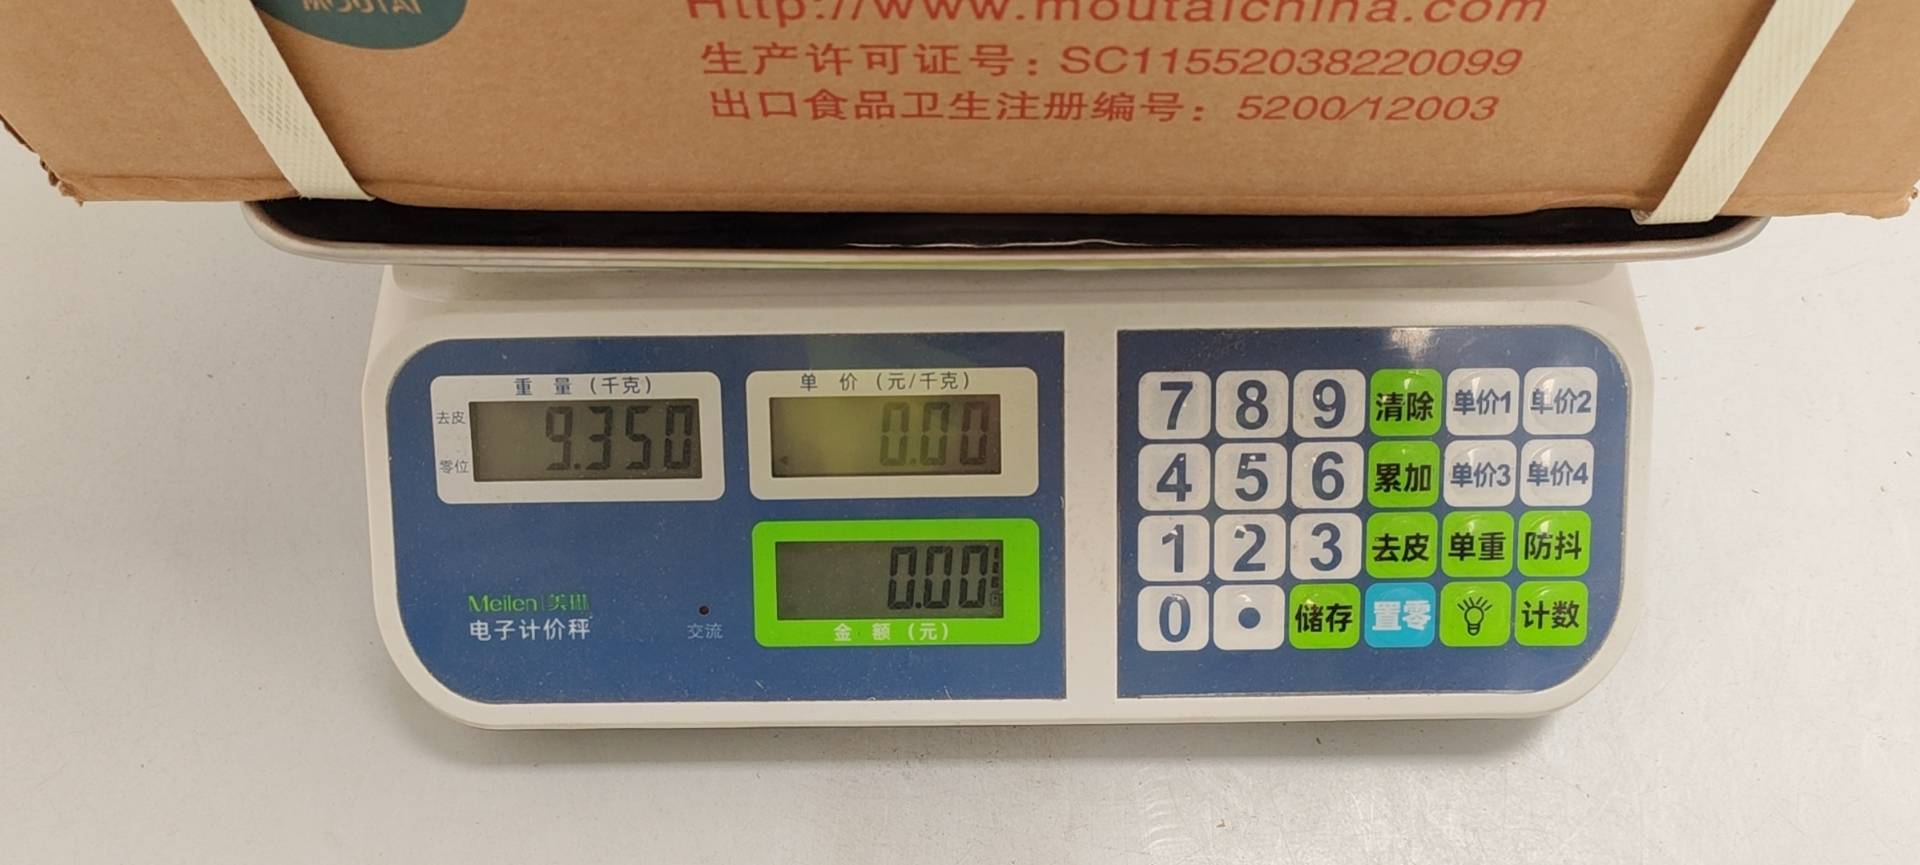 MOUTAI
Http://www.moutaichina.com
生产许可证号：SC11552038220099
出口食品卫生注册编号：5200/12003
重量（千克）
去皮
零位
9.350
单价（元/千克）
0.00
0.00
金额（元）
Meilen 美琳
电子计价秤
交流
7 8 9 清除 单价1 单价2
4 5 6 累加 单价3 单价4
1 2 3 去皮 单重 防抖
0 . 储存 置零 计数